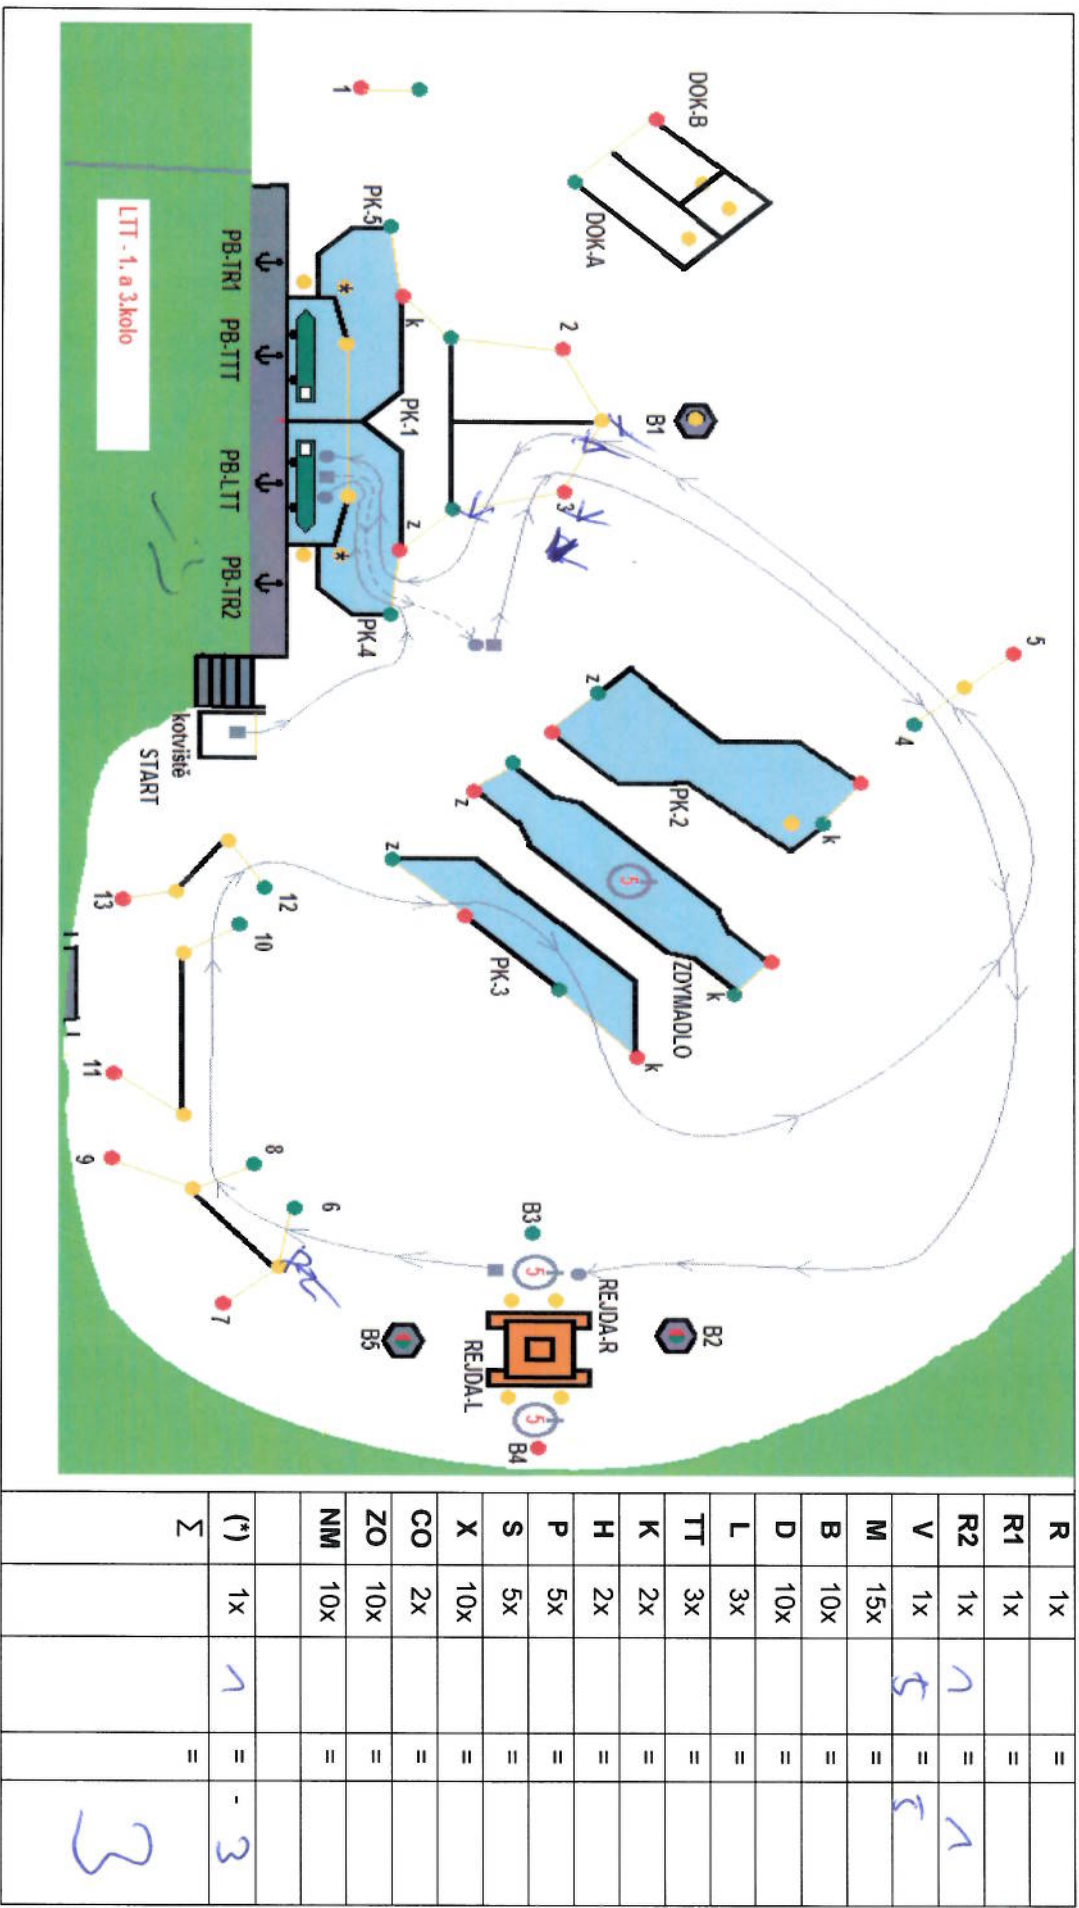 5
4
k
B2
k
DOK-B
ZDYMADLO
PK-2
B1
k
5
REJDA-R
DOK-A
z
2
3
5
5
B3
B4
PK-3
REJDA-L
z
PK-1
k
z
z
PK-5
PK-4
B5
1
*
*
6
12
8
10
PB-TR1 PB-TTT PB-LTT PB-TR2
7
kotviště
START
LTT - 1. a 3.kolo
13
11
9
R 1x =
R1 1x =
R2 1x 1 = 1
V 1x 5 = 5
M 15x =
B 10x =
D 10x =
L 3x =
TT 3x =
K 2x =
H 2x =
P 5x =
S 5x =
X 10x =
CO 2x =
ZO 10x =
NM 10x =
(*) 1x 1 = - 3
Σ = 3